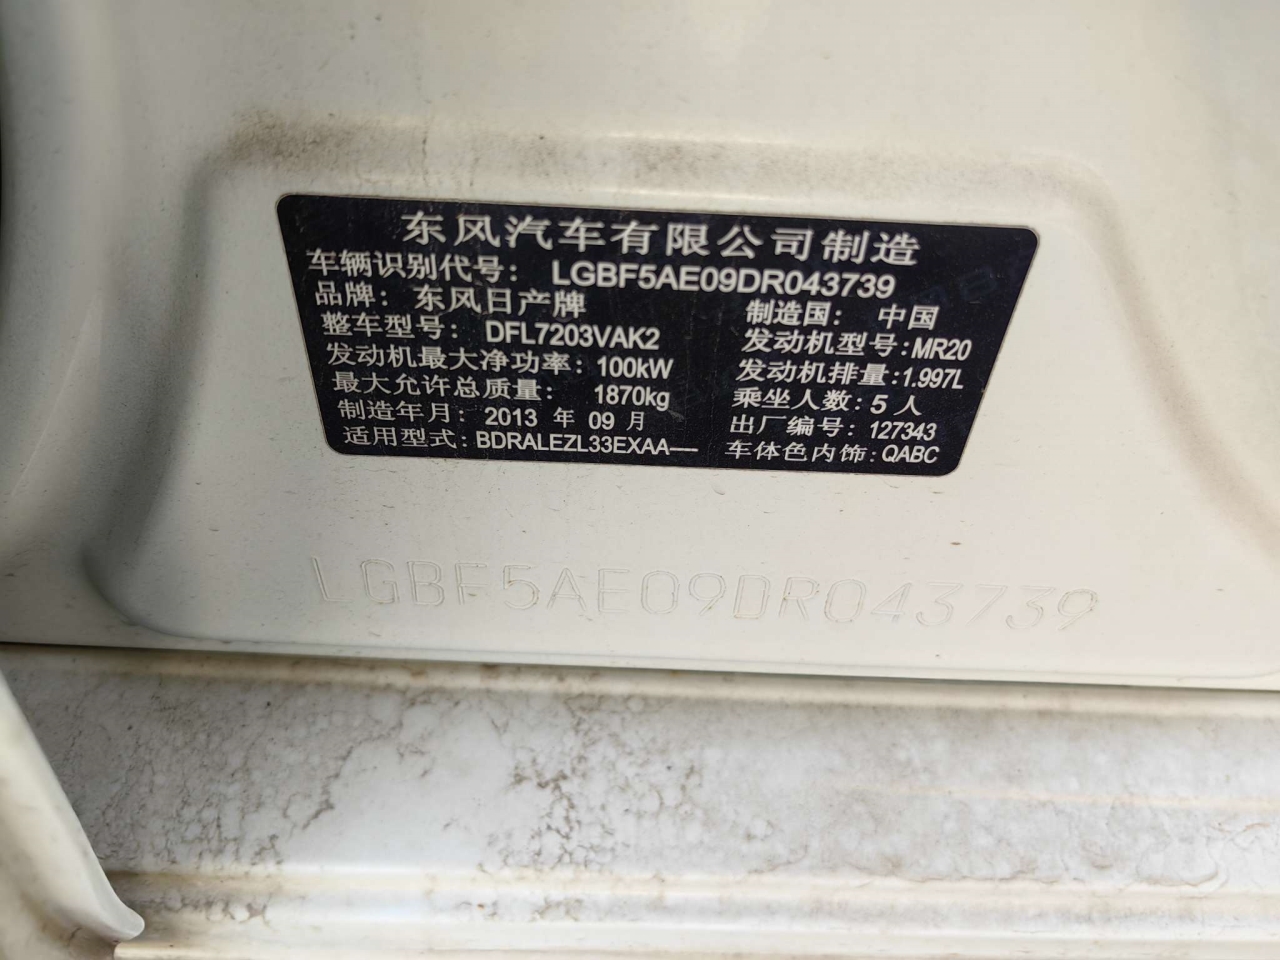 东风汽车有限公司制造
车辆识别代号: LGBF5AE09DR043739
品牌: 东风日产牌 制造国: 中国
整车型号: DFL7203VAK2 发动机型号:MR20
发动机最大净功率: 100kW 发动机排量:1.997L
最大允许总质量: 1870kg 乘坐人数: 5 人
制造年月: 2013 年 09 月 出厂编号: 127343
适用型式: BDRALEZL33EXAA—— 车体色内饰: QABC
LGBF5AE09DR043739